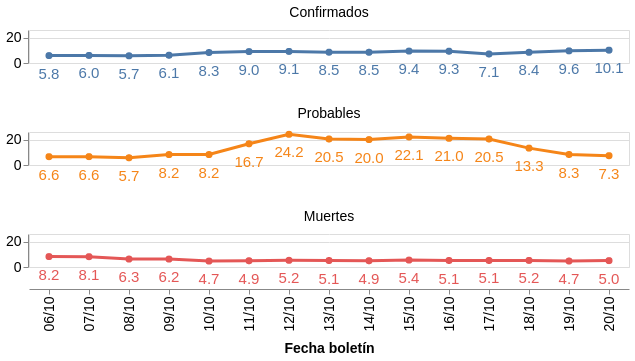 Confirmados
20
0
5.8 6.0 5.7 6.1 8.3 9.0 9.1 8.5 8.5 9.4 9.3 7.1 8.4 9.6 10.1
Probables
20
0
6.6 6.6 5.7 8.2 8.2 16.7 24.2 20.5 20.0 22.1 21.0 20.5 13.3 8.3 7.3
Muertes
20
0
8.2 8.1 6.3 6.2 4.7 4.9 5.2 5.1 4.9 5.4 5.1 5.1 5.2 4.7 5.0
06/10 07/10 08/10 09/10 10/10 11/10 12/10 13/10 14/10 15/10 16/10 17/10 18/10 19/10 20/10
Fecha boletín